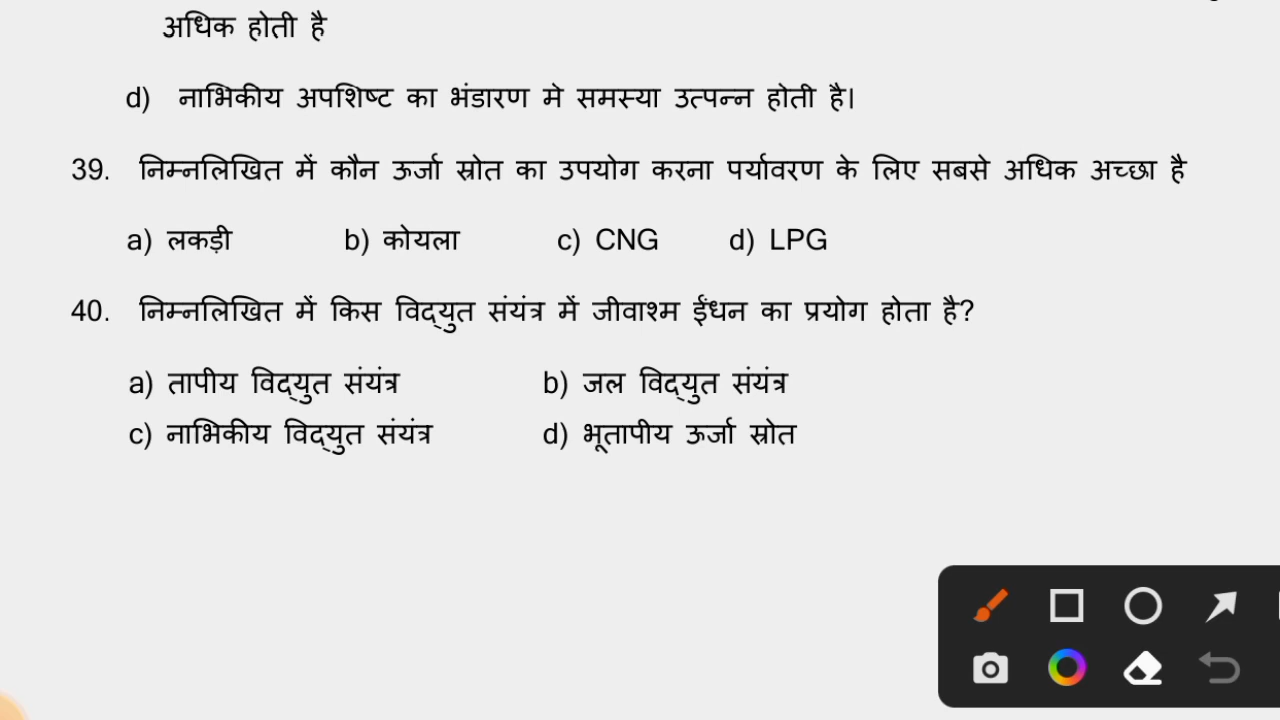 अधिक होती है
d) नाभिकीय अपशिष्ट का भंडारण मे समस्या उत्पन्न होती है।
39. निम्नलिखित में कौन ऊर्जा स्रोत का उपयोग करना पर्यावरण के लिए सबसे अधिक अच्छा है
a) लकड़ी b) कोयला c) CNG d) LPG
40. निम्नलिखित में किस विद्युत संयंत्र में जीवाश्म ईंधन का प्रयोग होता है?
a) तापीय विद्युत संयंत्र b) जल विद्युत संयंत्र
c) नाभिकीय विद्युत संयंत्र d) भूतापीय ऊर्जा स्रोत